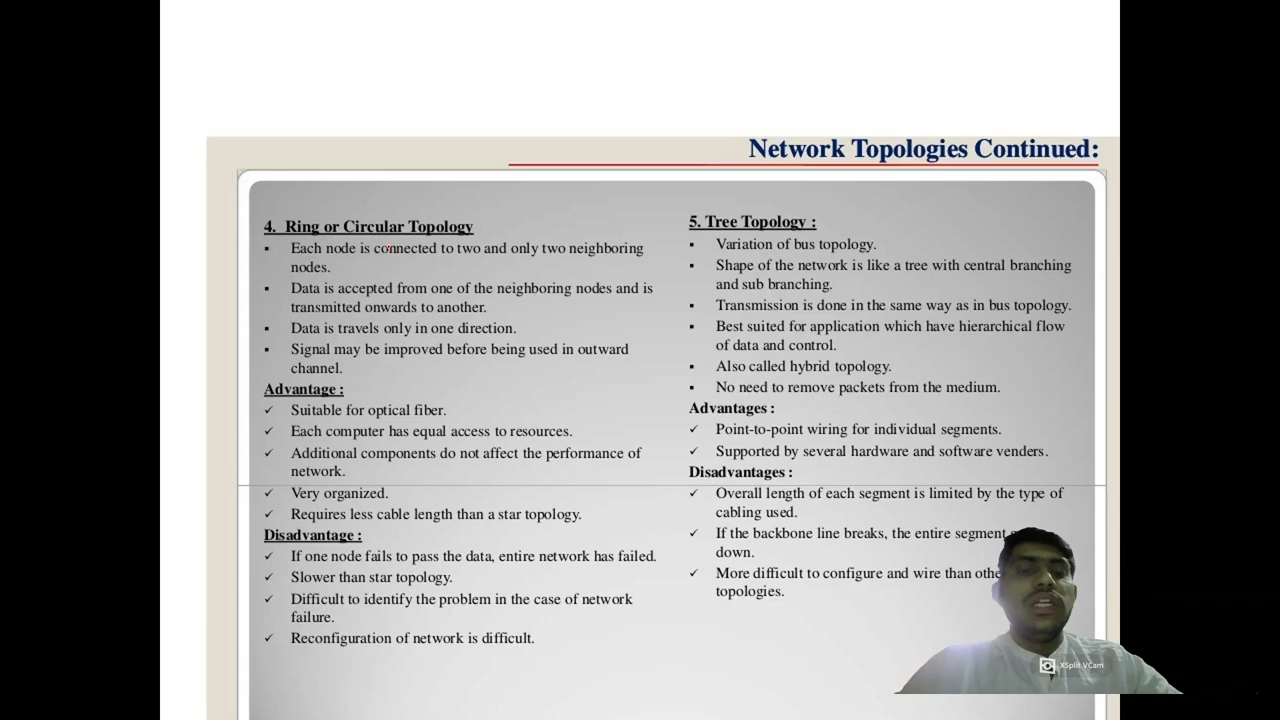 Network Topologies Continued:
4. Ring or Circular Topology
▪ Each node is connected to two and only two neighboring
nodes.
▪ Data is accepted from one of the neighboring nodes and is
transmitted onwards to another.
▪ Data is travels only in one direction.
▪ Signal may be improved before being used in outward
channel.
Advantage :
✓ Suitable for optical fiber.
✓ Each computer has equal access to resources.
✓ Additional components do not affect the performance of
network.
✓ Very organized.
✓ Requires less cable length than a star topology.
Disadvantage :
✓ If one node fails to pass the data, entire network has failed.
✓ Slower than star topology.
✓ Difficult to identify the problem in the case of network
failure.
✓ Reconfiguration of network is difficult.
5. Tree Topology :
▪ Variation of bus topology.
▪ Shape of the network is like a tree with central branching
and sub branching.
▪ Transmission is done in the same way as in bus topology.
▪ Best suited for application which have hierarchical flow
of data and control.
▪ Also called hybrid topology.
▪ No need to remove packets from the medium.
Advantages :
✓ Point-to-point wiring for individual segments.
✓ Supported by several hardware and software venders.
Disadvantages :
✓ Overall length of each segment is limited by the type of
cabling used.
✓ If the backbone line breaks, the entire segment
down.
✓ More difficult to configure and wire than
topologies.
XSplit VCam